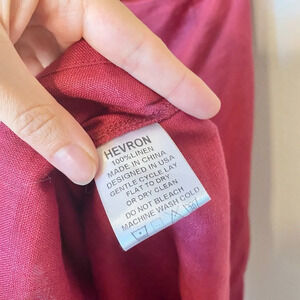 HEVRON
100%LINEN
MADE IN CHINA
DESIGNED IN USA
GENTLE CYCLE LAY
FLAT TO DRY
OR DRY CLEAN
DO NOT BLEACH
MACHINE WASH COLD